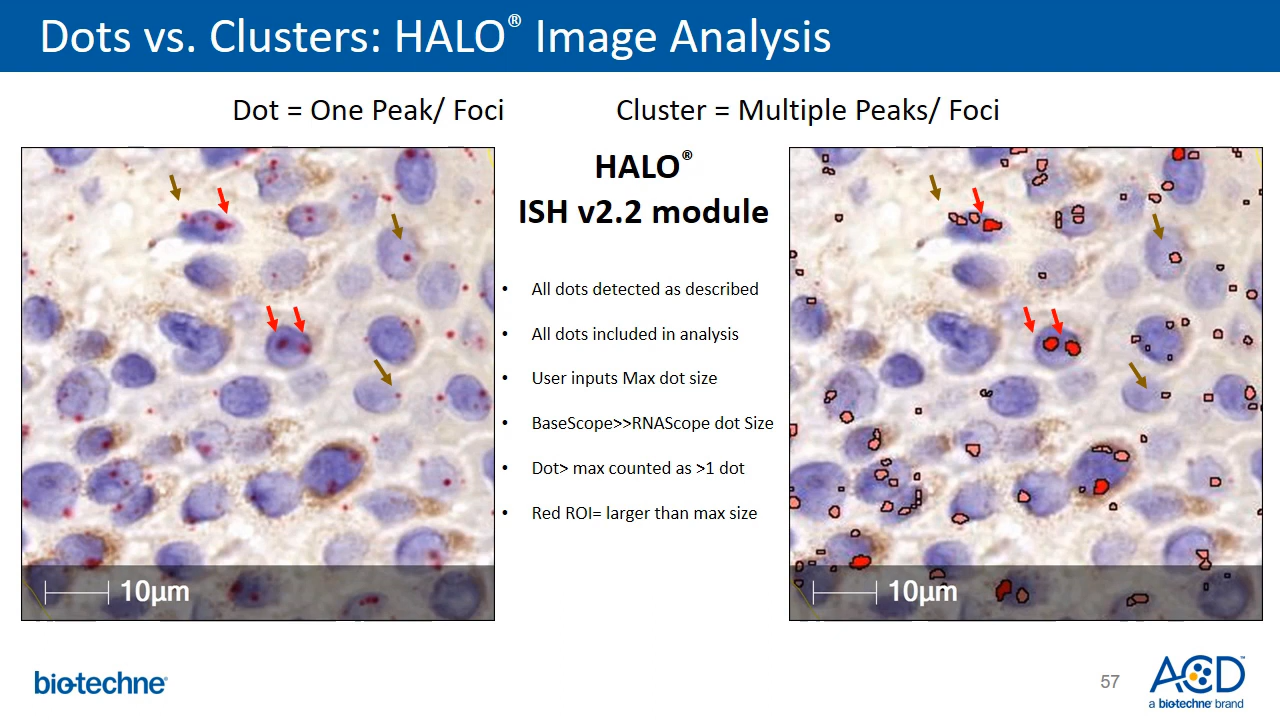 Dots vs. Clusters: HALO® Image Analysis
Dot = One Peak/ Foci
Cluster = Multiple Peaks/ Foci
HALO®
ISH v2.2 module
• All dots detected as described
• All dots included in analysis
• User inputs Max dot size
• BaseScope>>RNAScope dot Size
• Dot> max counted as >1 dot
• Red ROI= larger than max size
10µm
10µm
bio-techne®
57
ACD™
a bio-techne brand